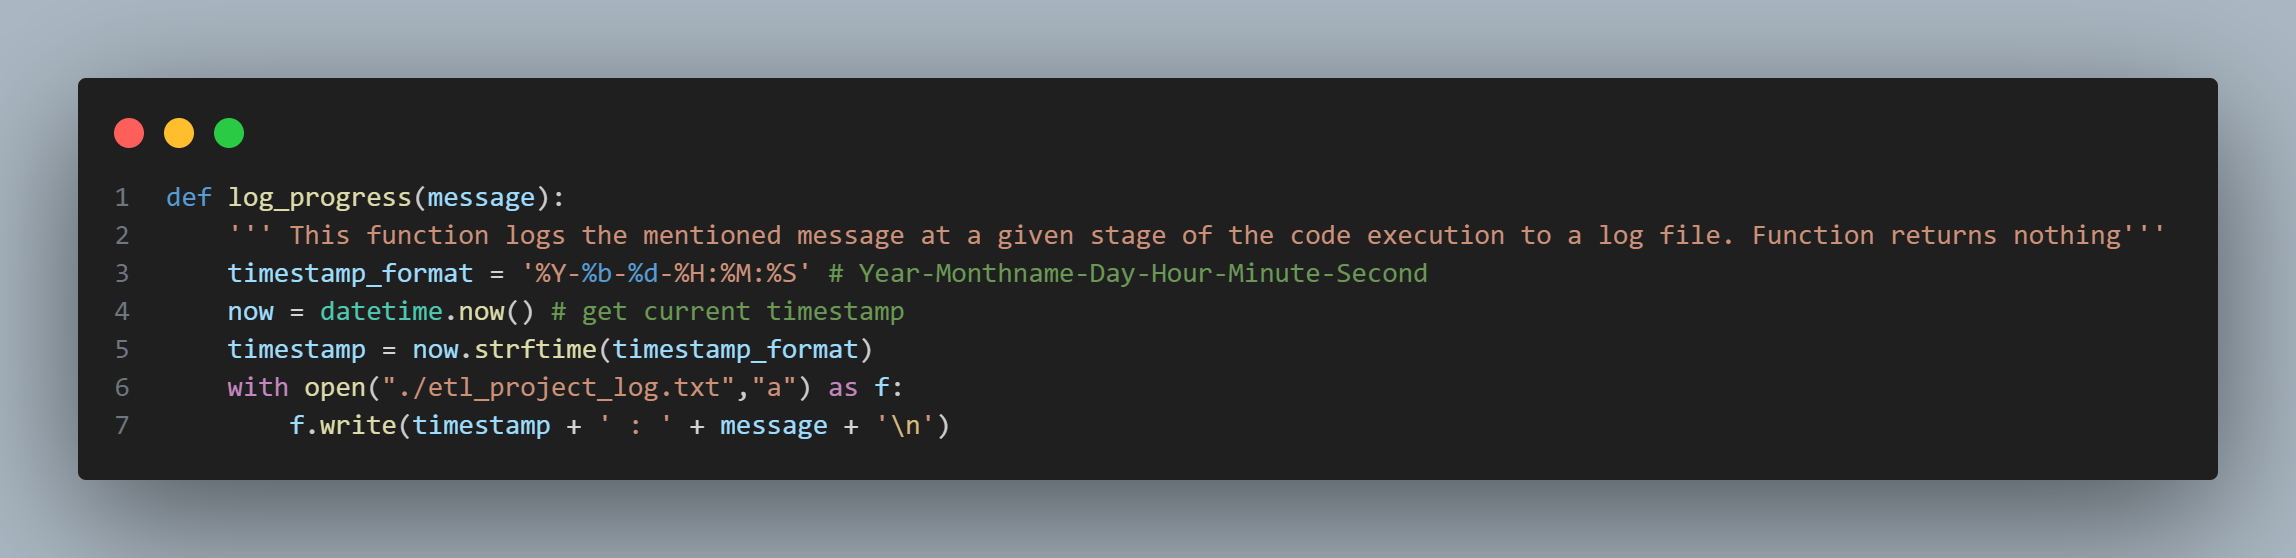 1 def log_progress(message):
2     ''' This function logs the mentioned message at a given stage of the code execution to a log file. Function returns nothing'''
3     timestamp_format = '%Y-%b-%d-%H:%M:%S' # Year-Monthname-Day-Hour-Minute-Second
4     now = datetime.now() # get current timestamp
5     timestamp = now.strftime(timestamp_format)
6     with open("./etl_project_log.txt","a") as f:
7         f.write(timestamp + ' : ' + message + '\n')